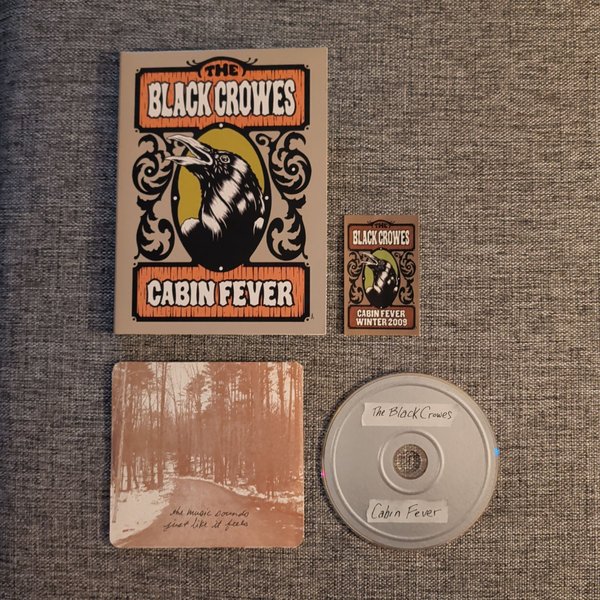 THE
BLACK CROWES
CABIN FEVER
THE
BLACK CROWES
CABIN FEVER
WINTER 2009
the music sounds
just like it feels
The Black Crowes
Cabin Fever